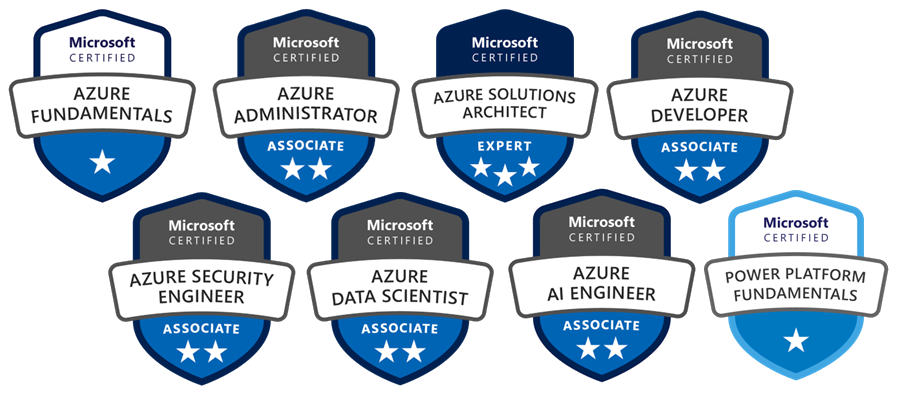 Microsoft
CERTIFIED
AZURE
FUNDAMENTALS
Microsoft
CERTIFIED
AZURE
ADMINISTRATOR
ASSOCIATE
Microsoft
CERTIFIED
AZURE SOLUTIONS
ARCHITECT
EXPERT
Microsoft
CERTIFIED
AZURE
DEVELOPER
ASSOCIATE
Microsoft
CERTIFIED
AZURE SECURITY
ENGINEER
ASSOCIATE
Microsoft
CERTIFIED
AZURE
DATA SCIENTIST
ASSOCIATE
Microsoft
CERTIFIED
AZURE
AI ENGINEER
ASSOCIATE
Microsoft
CERTIFIED
POWER PLATFORM
FUNDAMENTALS